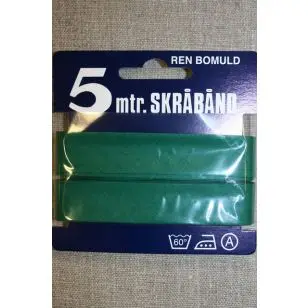 REN BOMULD
5 mtr. SKRÅBÅND
60°
A